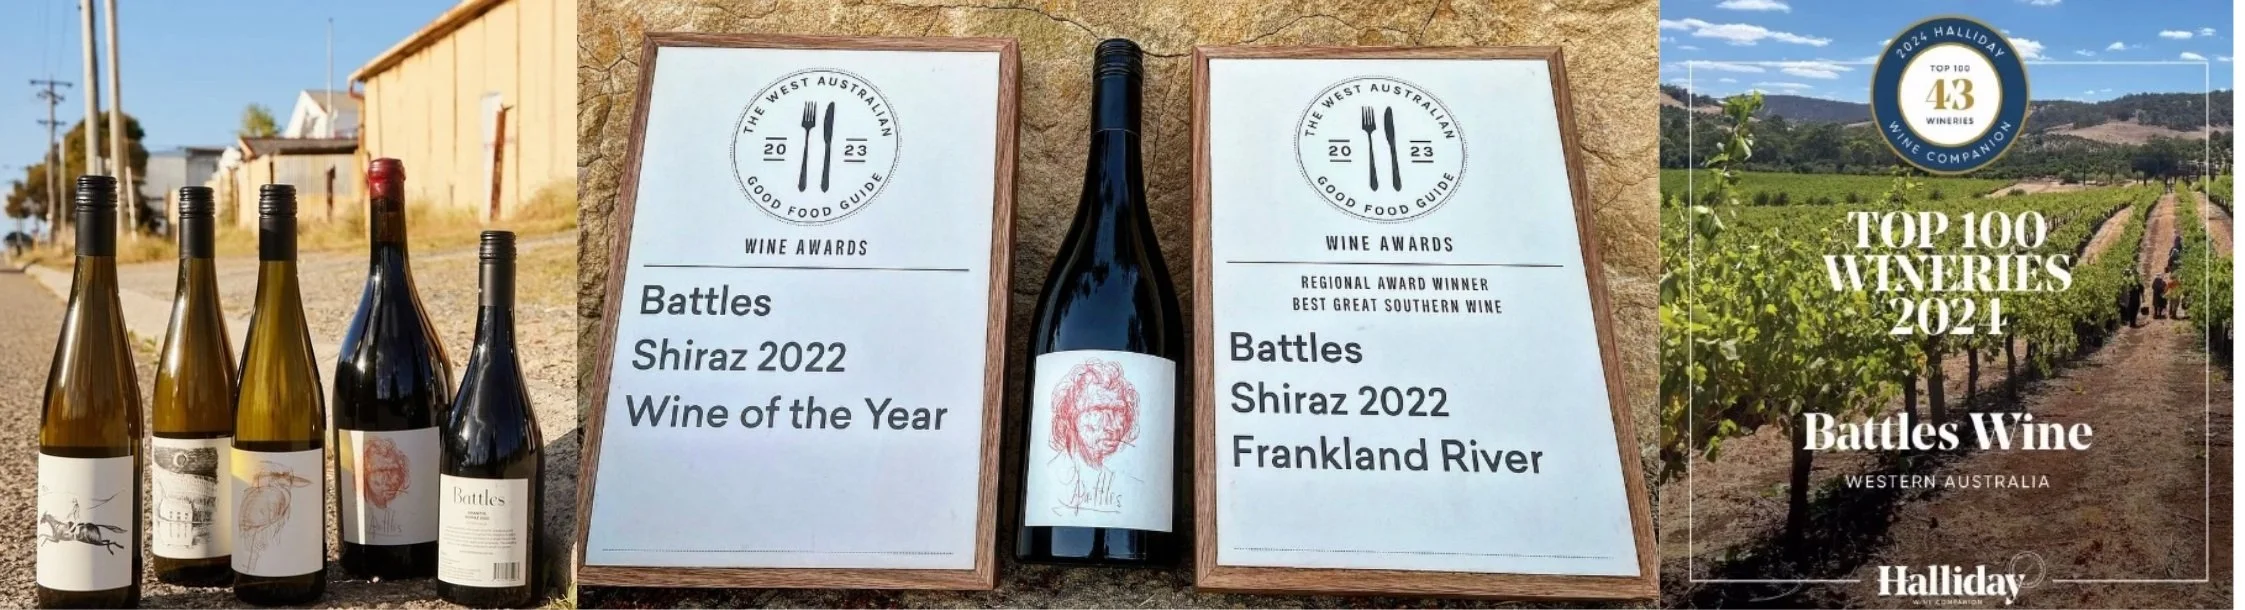 Battles
THE WEST AUSTRALIAN
20 23
GOOD FOOD GUIDE
WINE AWARDS
Battles
Shiraz 2022
Wine of the Year
Battles
THE WEST AUSTRALIAN
20 23
GOOD FOOD GUIDE
WINE AWARDS
REGIONAL AWARD WINNER
BEST GREAT SOUTHERN WINE
Battles
Shiraz 2022
Frankland River
2024 HALLIDAY
TOP 100
43
WINERIES
WINE COMPANION
TOP 100
WINERIES
2024
Battles Wine
WESTERN AUSTRALIA
Halliday
WINE COMPANION